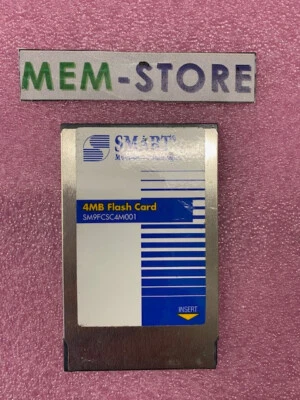 MEM-STORE
SMART
4MB Flash Card
SM9FCSC4M001
INSERT